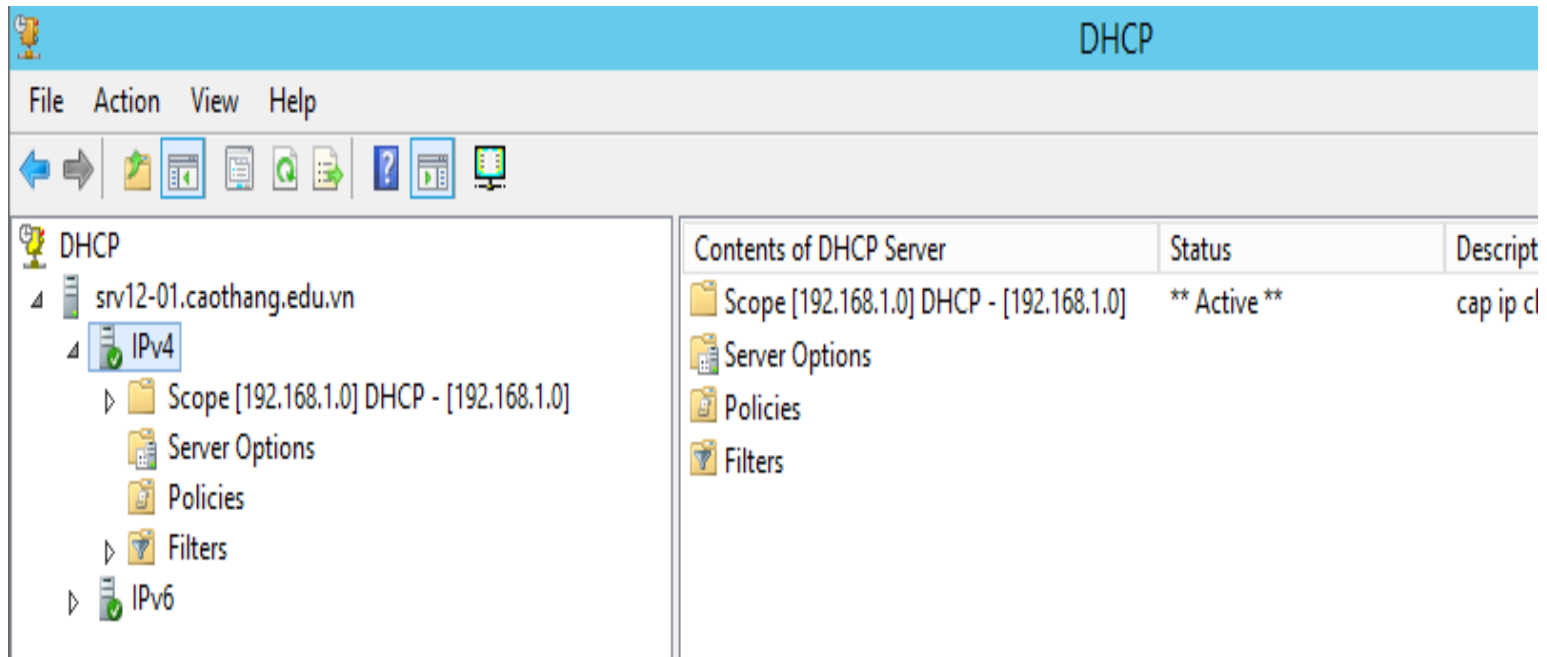 DHCP
File Action View Help
DHCP
srv12-01.caothang.edu.vn
IPv4
Scope [192.168.1.0] DHCP - [192.168.1.0]
Server Options
Policies
Filters
IPv6
Contents of DHCP Server Status Descript
Scope [192.168.1.0] DHCP - [192.168.1.0] ** Active ** cap ip cl
Server Options
Policies
Filters